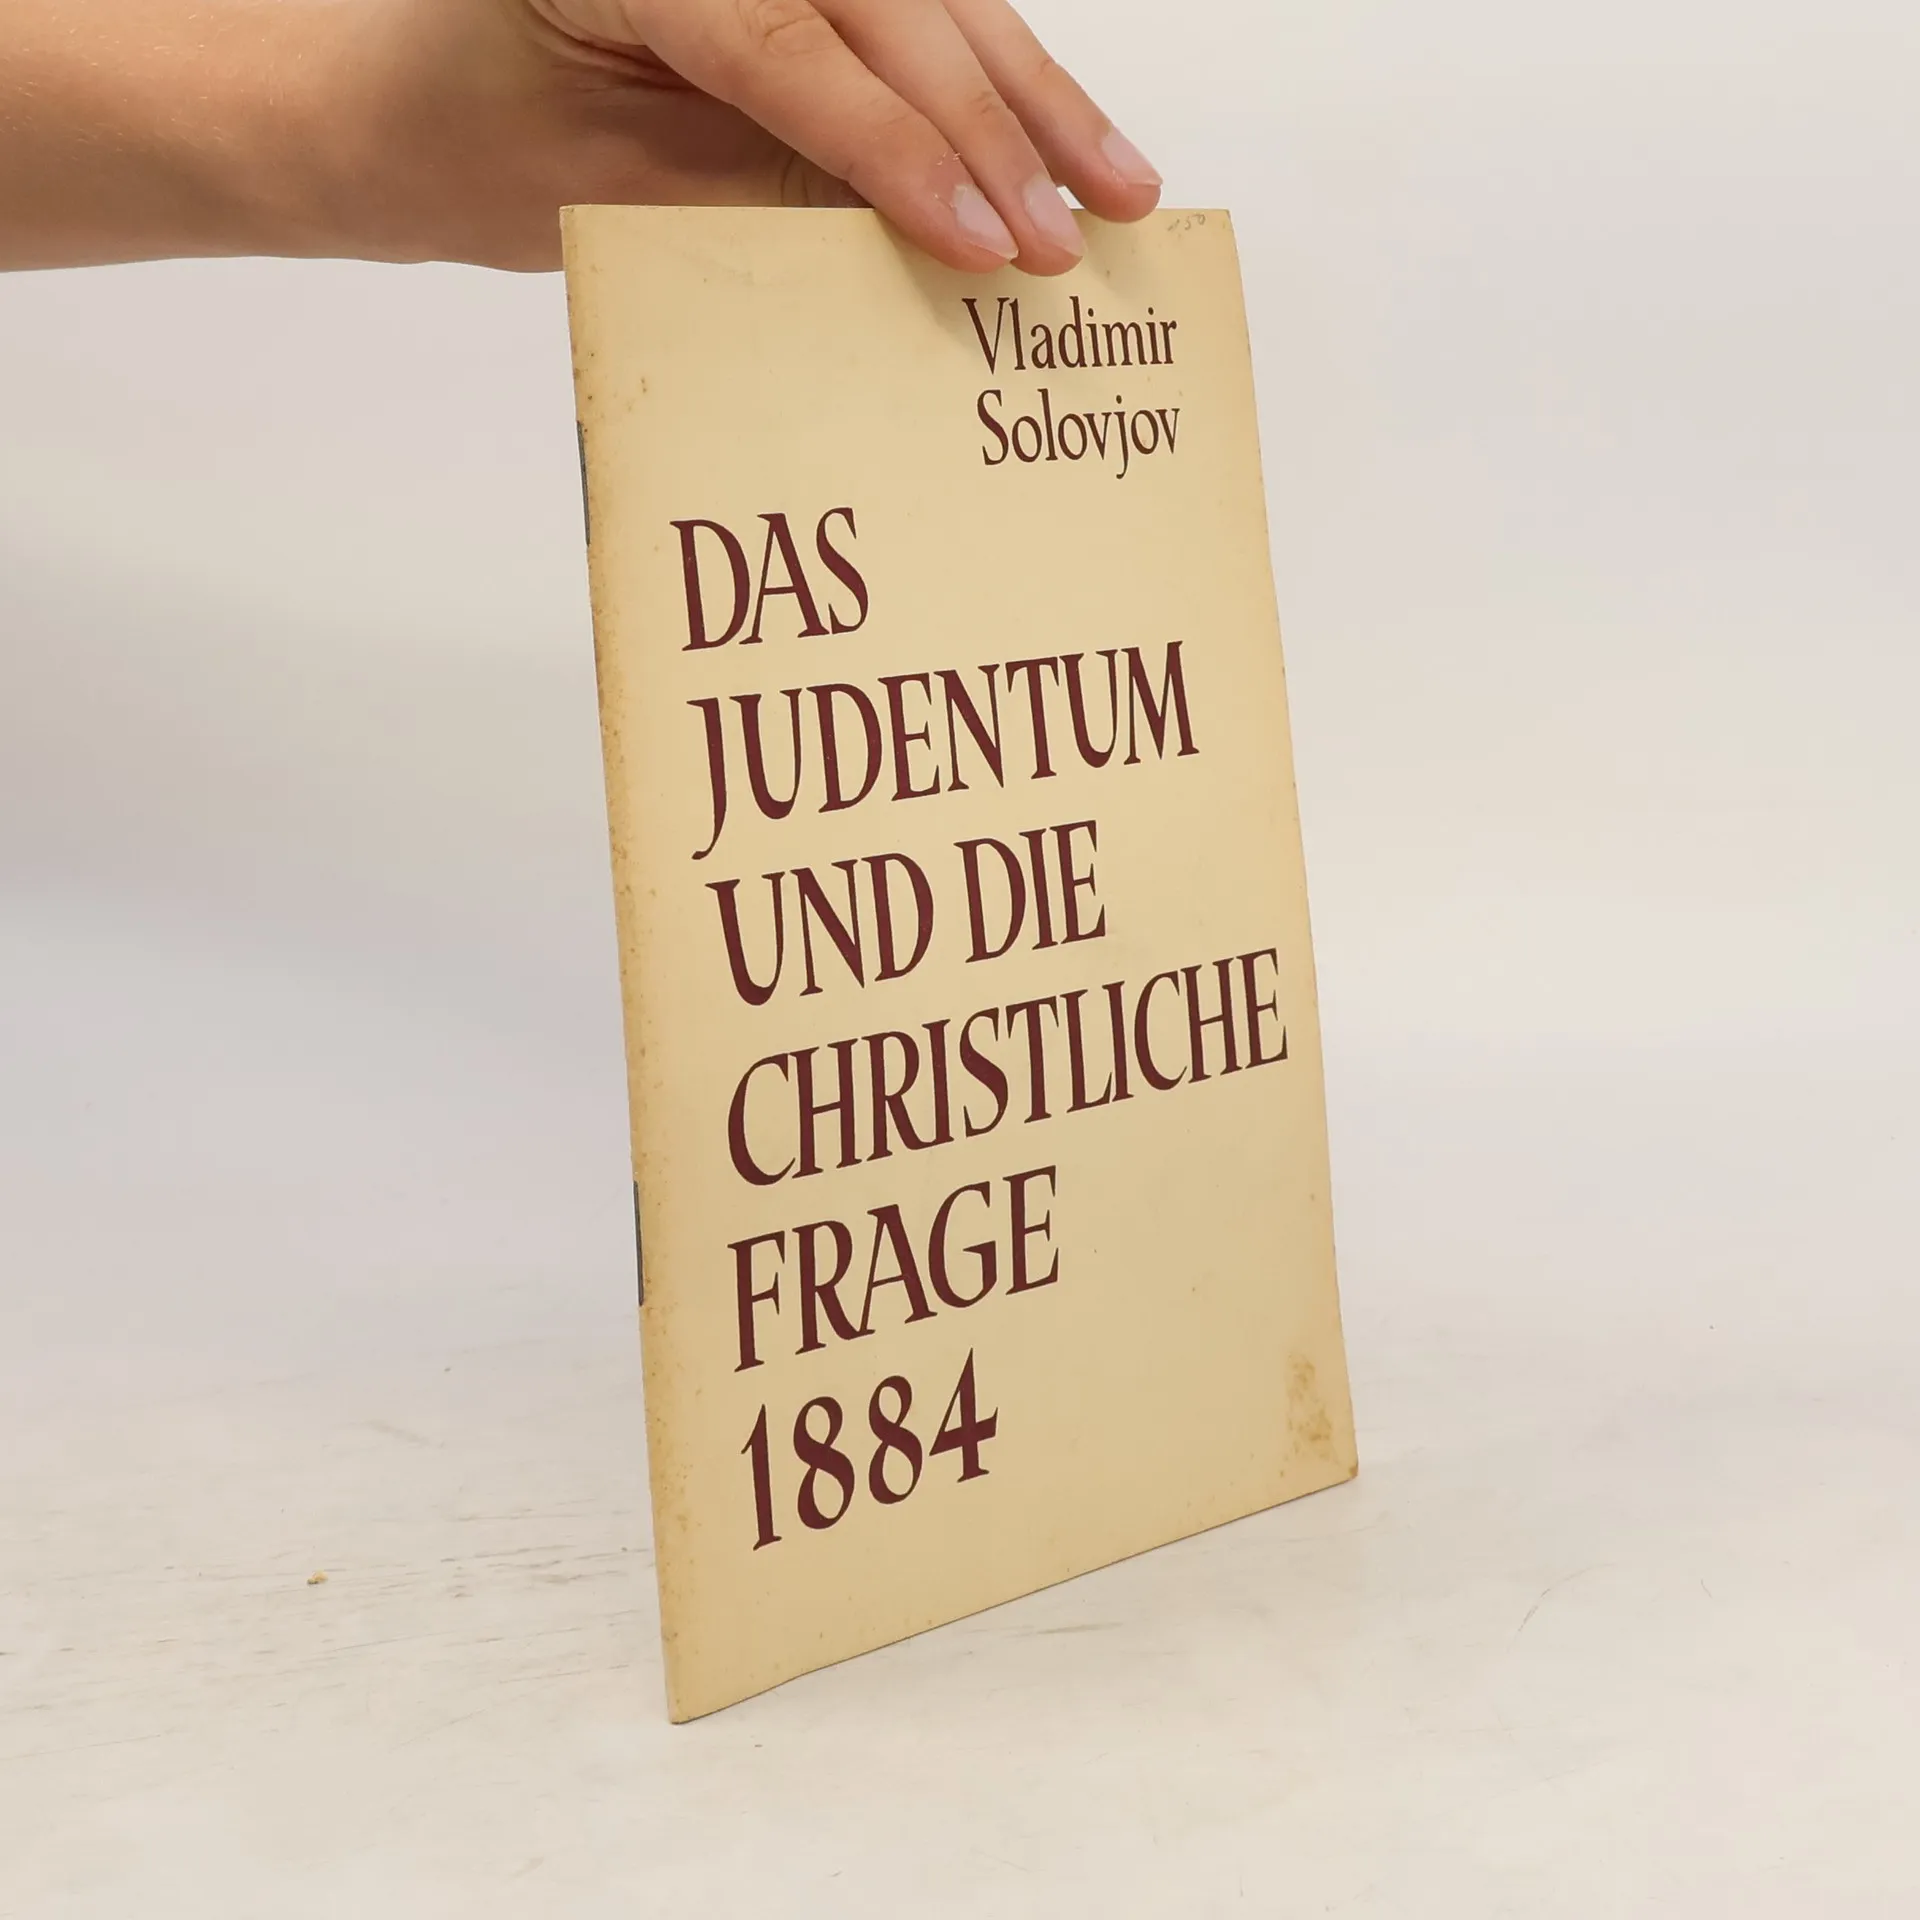 Vladimir
Solovjov
DAS
JUDENTUM
UND DIE
CHRISTLICHE
FRAGE
1884